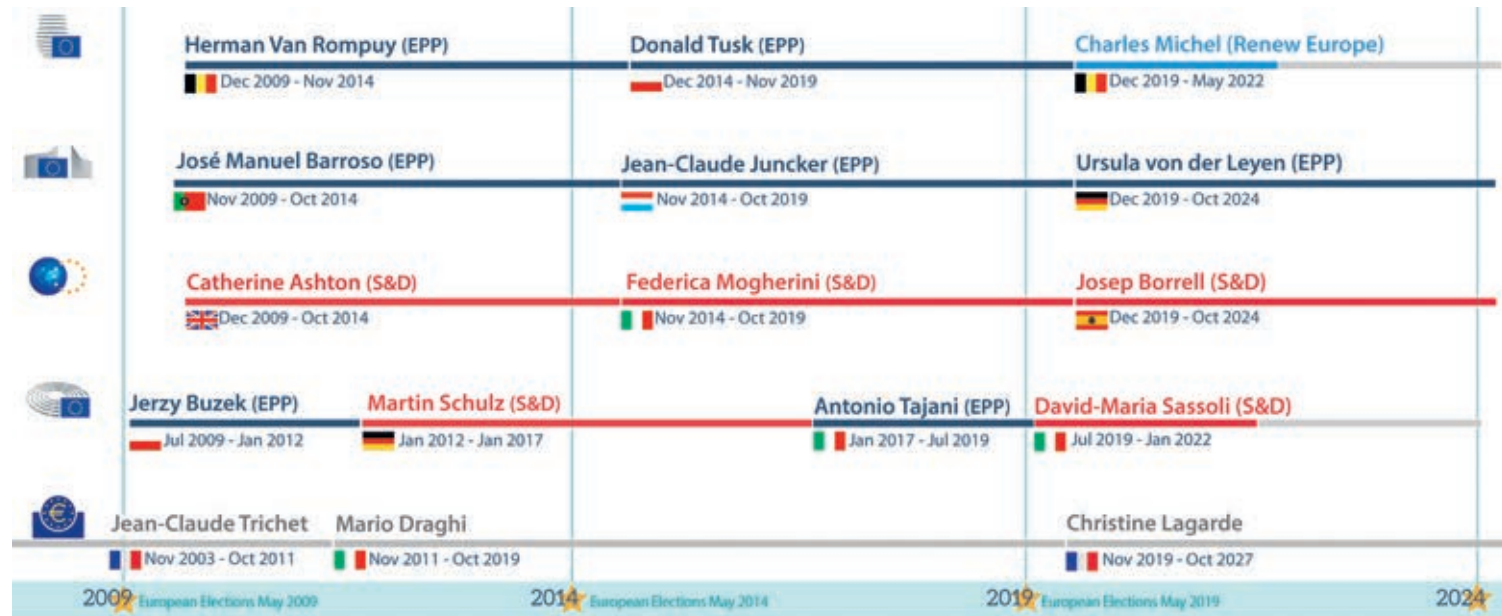 Herman Van Rompuy (EPP)
Dec 2009 - Nov 2014
Donald Tusk (EPP)
Dec 2014 - Nov 2019
Charles Michel (Renew Europe)
Dec 2019 - May 2022
José Manuel Barroso (EPP)
Nov 2009 - Oct 2014
Jean-Claude Juncker (EPP)
Nov 2014 - Oct 2019
Ursula von der Leyen (EPP)
Dec 2019 - Oct 2024
Catherine Ashton (S&D)
Dec 2009 - Oct 2014
Federica Mogherini (S&D)
Nov 2014 - Oct 2019
Josep Borrell (S&D)
Dec 2019 - Oct 2024
Jerzy Buzek (EPP)
Jul 2009 - Jan 2012
Martin Schulz (S&D)
Jan 2012 - Jan 2017
Antonio Tajani (EPP)
Jan 2017 - Jul 2019
David-Maria Sassoli (S&D)
Jul 2019 - Jan 2022
€
Jean-Claude Trichet
Nov 2003 - Oct 2011
Mario Draghi
Nov 2011 - Oct 2019
Christine Lagarde
Nov 2019 - Oct 2027
2009 European Elections May 2009
2014 European Elections May 2014
2019 European Elections May 2019
2024